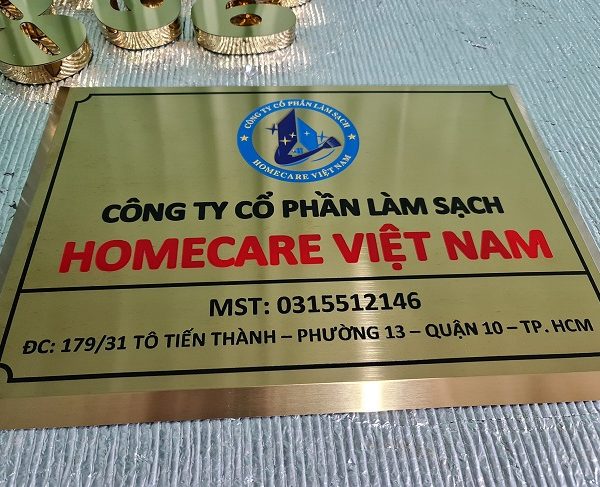 CÔNG TY CỔ PHẦN LÀM SẠCH
HOMECARE VIỆT NAM
CÔNG TY CỔ PHẦN LÀM SẠCH
HOMECARE VIỆT NAM
MST: 0315512146
ĐC: 179/31 TÔ TIẾN THÀNH – PHƯỜNG 13 – QUẬN 10 – TP. HCM